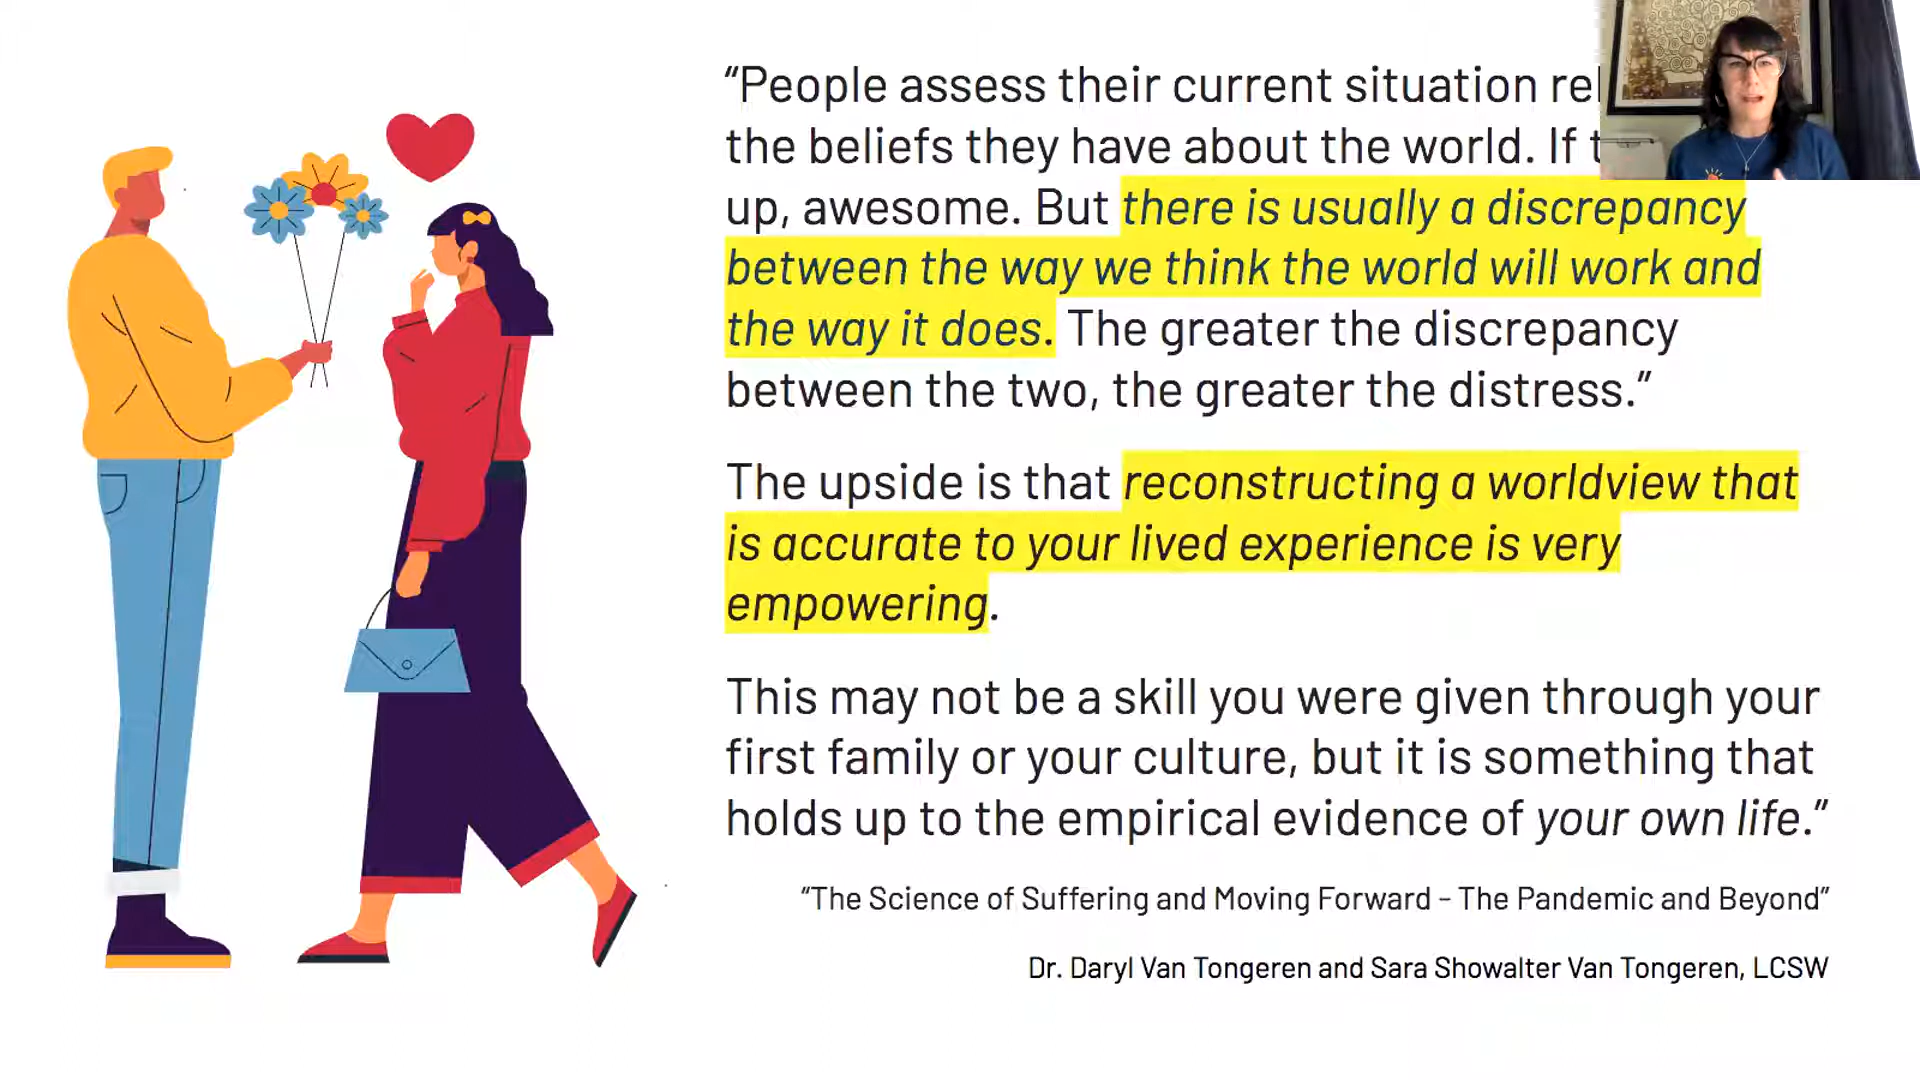 “People assess their current situation
the beliefs they have about the world. If
up, awesome. But there is usually a discrepancy
between the way we think the world will work and
the way it does. The greater the discrepancy
between the two, the greater the distress.”
The upside is that reconstructing a worldview that
is accurate to your lived experience is very
empowering.
This may not be a skill you were given through your
first family or your culture, but it is something that
holds up to the empirical evidence of your own life.”
“The Science of Suffering and Moving Forward - The Pandemic and Beyond”
Dr. Daryl Van Tongeren and Sara Showalter Van Tongeren, LCSW